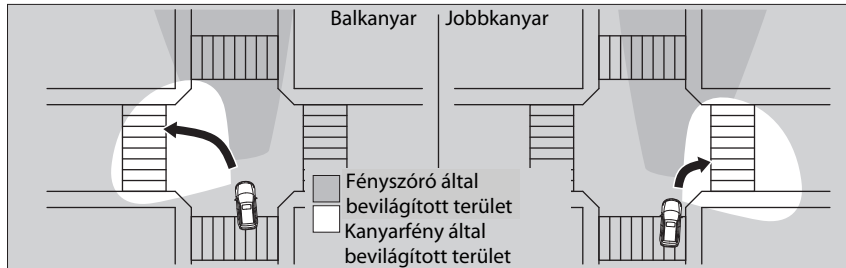 Balkanyar
Jobbkanyar
Fényszóró által
bevilágított terület
Kanyarfény által
bevilágított terület